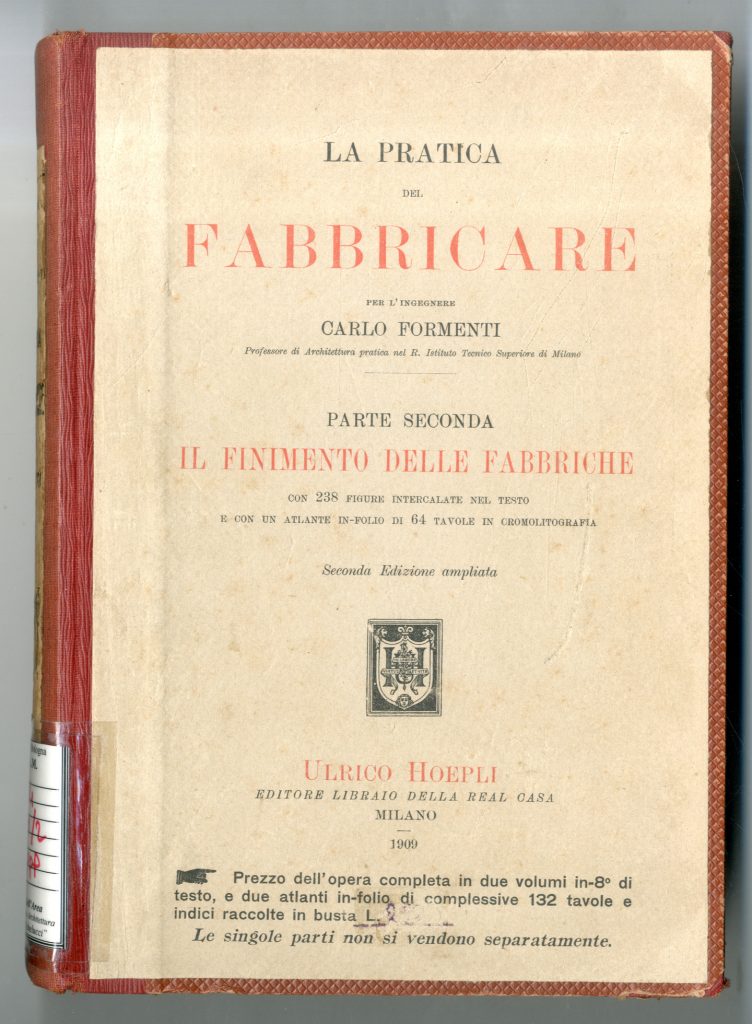 LA PRATICA
DEL
FABBRICARE
PER L'INGEGNERE
CARLO FORMENTI
Professore di Architettura pratica nel R. Istituto Tecnico Superiore di Milano
PARTE SECONDA
IL FINIMENTO DELLE FABBRICHE
CON 238 FIGURE INTERCALATE NEL TESTO
E CON UN ATLANTE IN-FOLIO DI 64 TAVOLE IN CROMOLITOGRAFIA
Seconda Edizione ampliata
ULRICO HOEPLI
EDITORE LIBRAIO DELLA REAL CASA
MILANO
1909
Prezzo dell'opera completa in due volumi in-8º di
testo, e due atlanti in-folio di complessive 132 tavole e
indici raccolte in busta L.
Le singole parti non si vendono separatamente.
M.
Area
Architettura